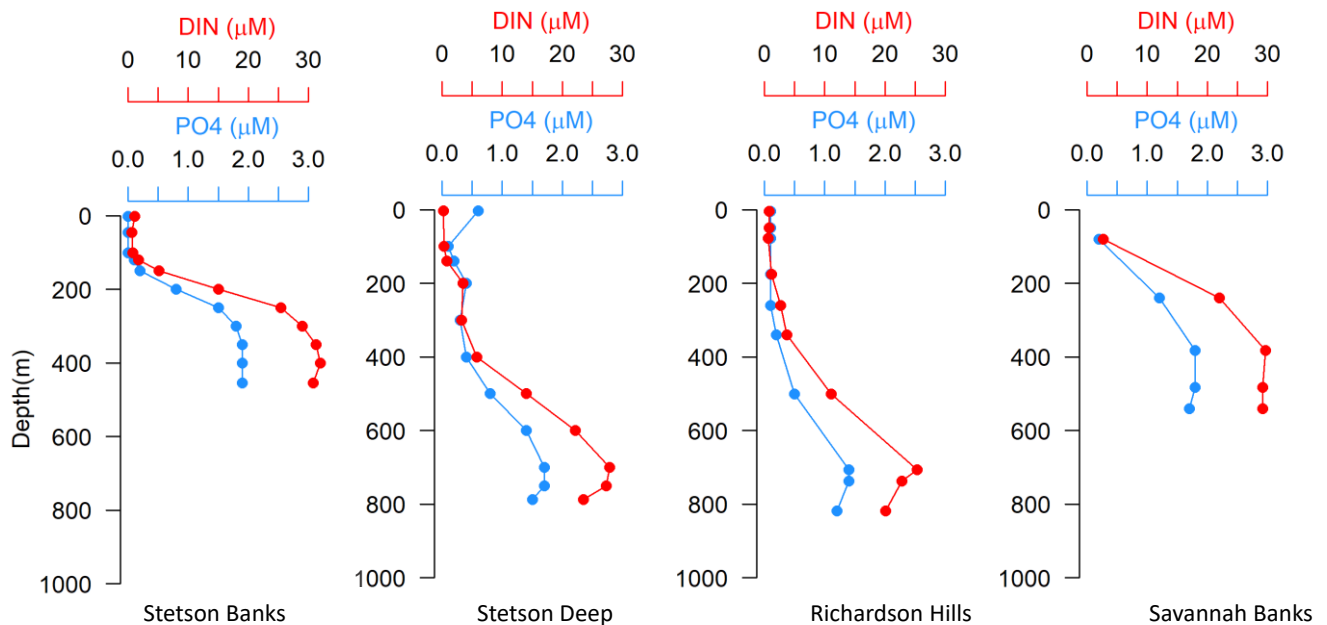 DIN (μM)
0 10 20 30
PO4 (μM)
0.0 1.0 2.0 3.0
DIN (μM)
0 10 20 30
PO4 (μM)
0.0 1.0 2.0 3.0
DIN (μM)
0 10 20 30
PO4 (μM)
0.0 1.0 2.0 3.0
DIN (μM)
0 10 20 30
PO4 (μM)
0.0 1.0 2.0 3.0
Depth(m)
0
200
400
600
800
1000
0
200
400
600
800
1000
0
200
400
600
800
1000
0
200
400
600
800
1000
Stetson Banks
Stetson Deep
Richardson Hills
Savannah Banks